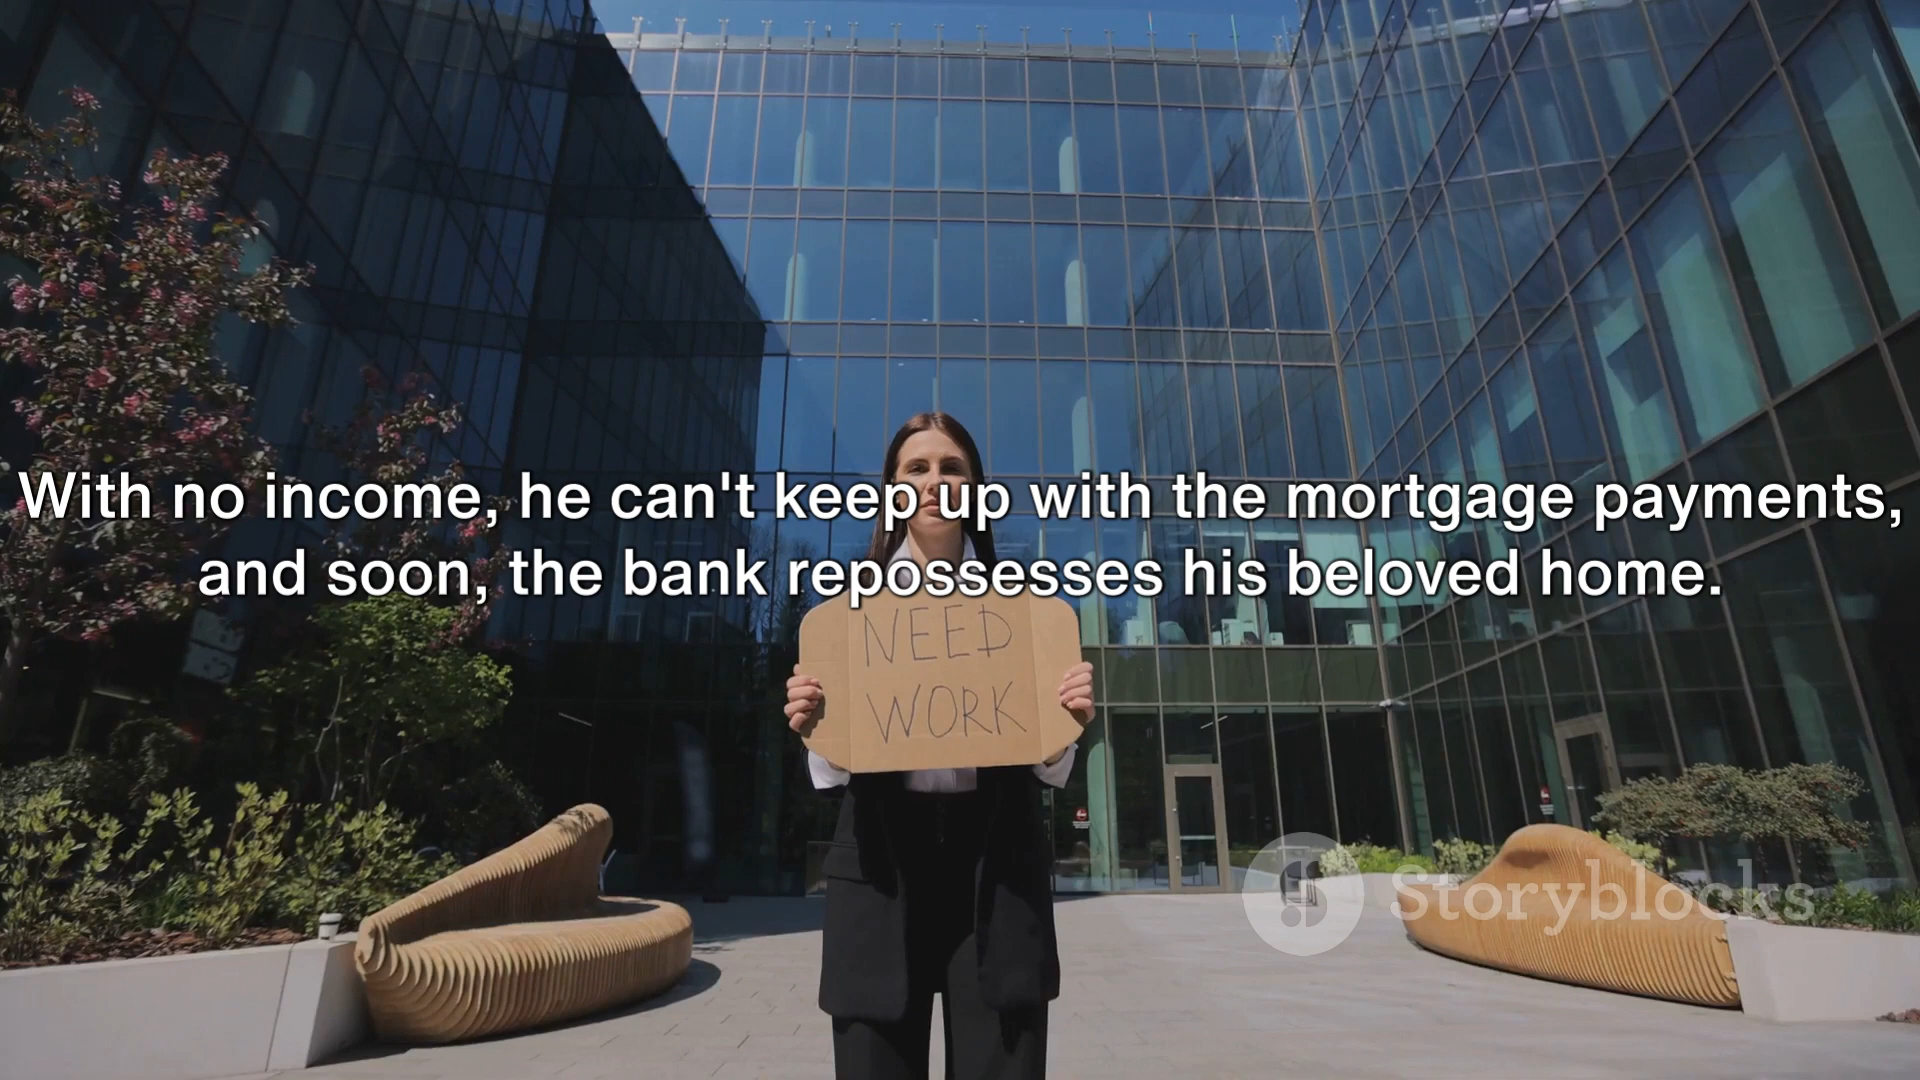 With no income, he can't keep up with the mortgage payments,
and soon, the bank repossesses his beloved home.
NEED
WORK
Storyblocks